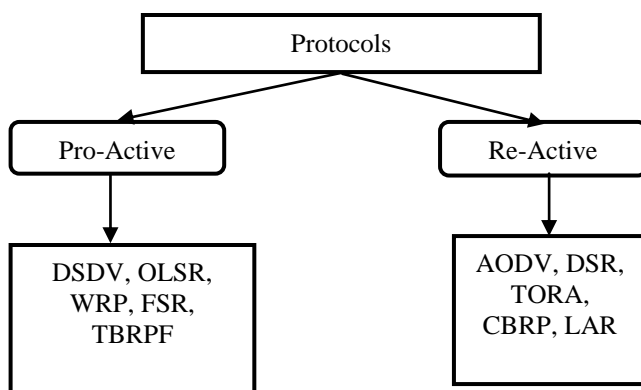 Protocols
Pro-Active
Re-Active
DSDV, OLSR,
WRP, FSR,
TBRPF
AODV, DSR,
TORA,
CBRP, LAR